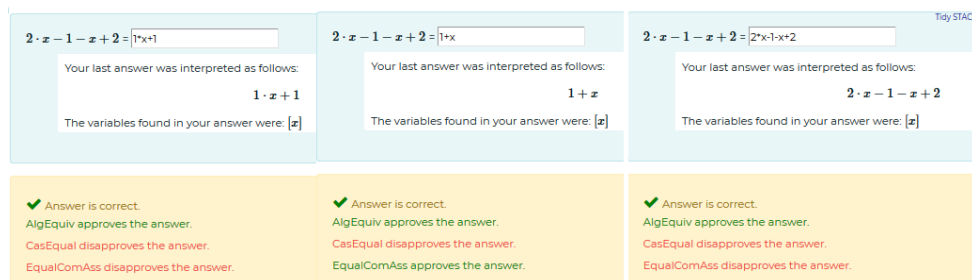 Tidy STAC
2 · x − 1 − x + 2 = 1*x+1
Your last answer was interpreted as follows:
1 · x + 1
The variables found in your answer were: [x]
Answer is correct.
AlgEquiv approves the answer.
CasEqual disapproves the answer.
EqualComAss disapproves the answer.
2 · x − 1 − x + 2 = 1+x
Your last answer was interpreted as follows:
1 + x
The variables found in your answer were: [x]
Answer is correct.
AlgEquiv approves the answer.
CasEqual disapproves the answer.
EqualComAss approves the answer.
2 · x − 1 − x + 2 = 2*x-1-x+2
Your last answer was interpreted as follows:
2 · x − 1 − x + 2
The variables found in your answer were: [x]
Answer is correct.
AlgEquiv approves the answer.
CasEqual disapproves the answer.
EqualComAss disapproves the answer.